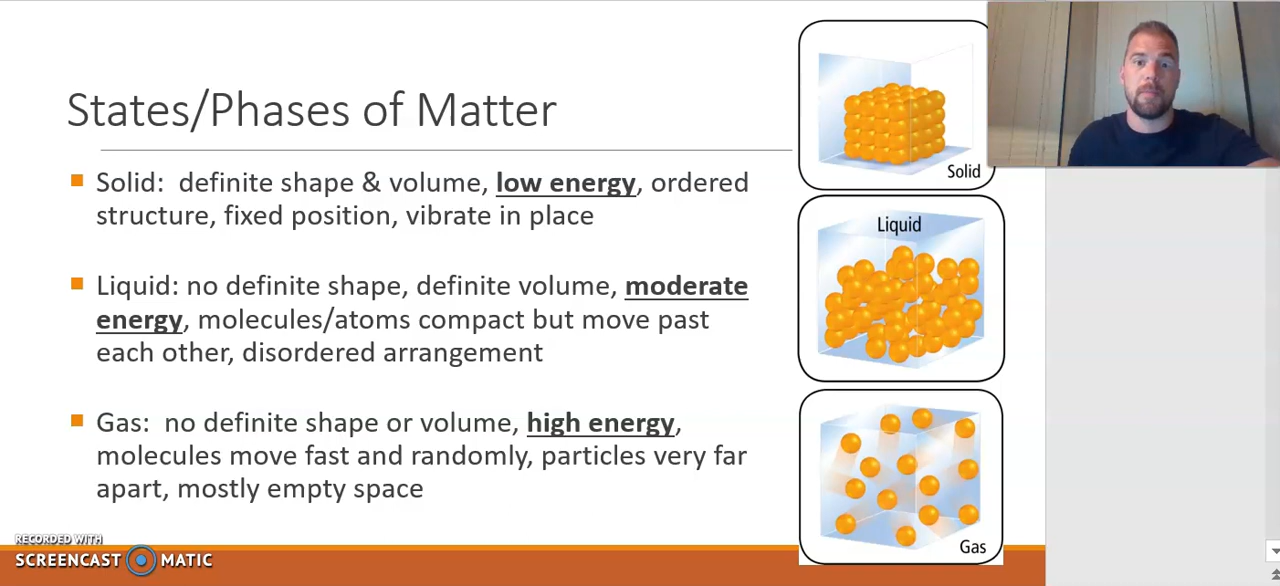 States/Phases of Matter
Solid: definite shape & volume, low energy, ordered
structure, fixed position, vibrate in place
Liquid: no definite shape, definite volume, moderate
energy, molecules/atoms compact but move past
each other, disordered arrangement
Gas: no definite shape or volume, high energy,
molecules move fast and randomly, particles very far
apart, mostly empty space
Solid
Liquid
Gas
RECORDED WITH
SCREENCAST MATIC